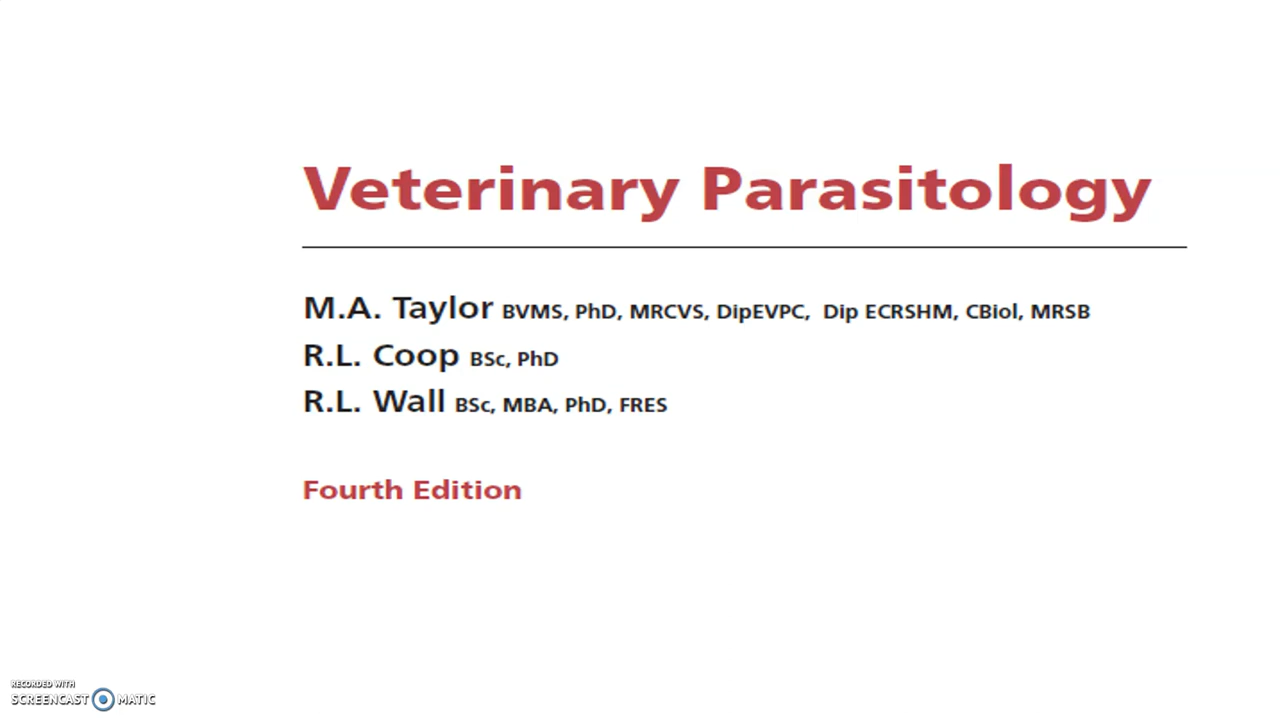 Veterinary Parasitology
M.A. Taylor BVMS, PhD, MRCVS, DipEVPC, Dip ECRSHM, CBiol, MRSB
R.L. Coop BSc, PhD
R.L. Wall BSc, MBA, PhD, FRES
Fourth Edition
RECORDED WITH
SCREENCAST MATIC